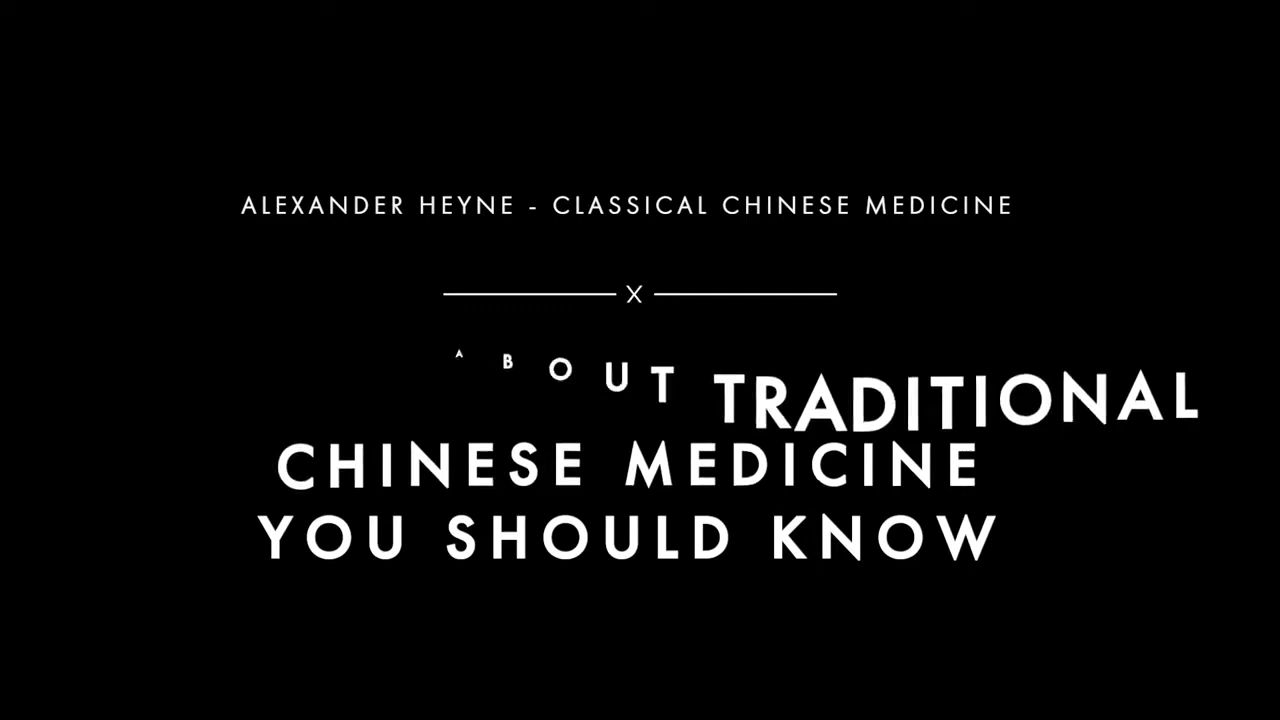 ALEXANDER HEYNE - CLASSICAL CHINESE MEDICINE
X
ABOUT TRADITIONAL
CHINESE MEDICINE
YOU SHOULD KNOW